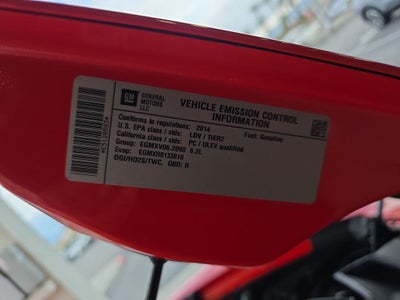 GM
GENERAL
MOTORS
LLC
VEHICLE EMISSION CONTROL
INFORMATION
Conforms to regulations: 2014 Fuel: Gasoline
U.S. EPA class / stds: LDV / TIER2
California class / stds: PC / ULEV qualified
Group: EGMXV06.2090 6.2L
Evap: EGMXR0133810
DGI/HO2S/TWC, OBD: II